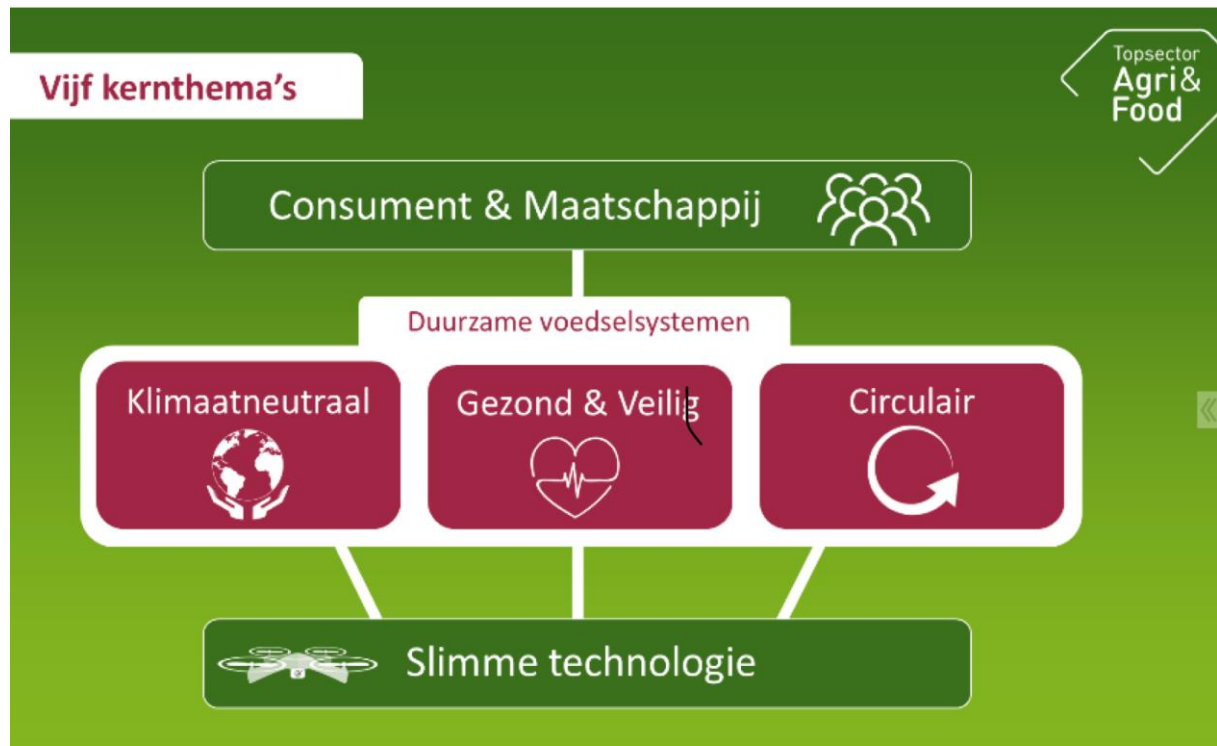 Vijf kernthema's
Topsector
Agri&
Food
Consument & Maatschappij
Duurzame voedselsystemen
Klimaatneutraal
Gezond & Veilig
Circulair
Slimme technologie